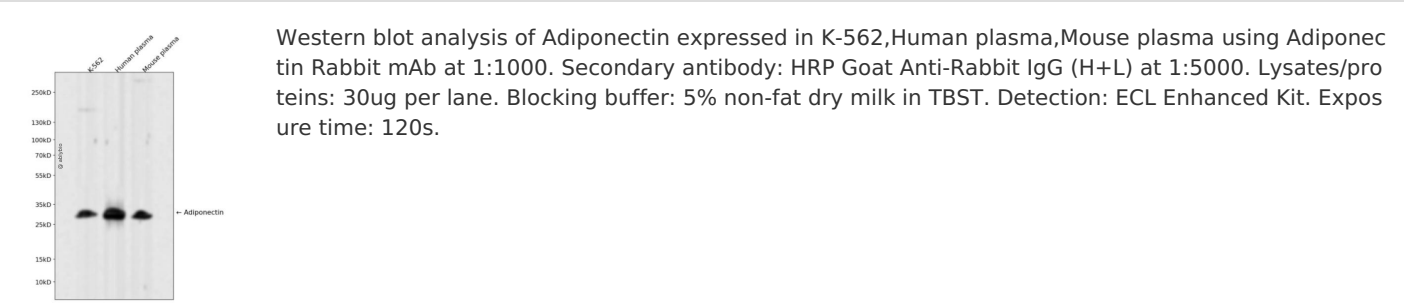 K-562
Human plasma
Mouse plasma
250kD
130kD
100kD
70kD
55kD
35kD
25kD
15kD
10kD
@ ablybio
← Adiponectin
Western blot analysis of Adiponectin expressed in K-562,Human plasma,Mouse plasma using Adiponec
tin Rabbit mAb at 1:1000. Secondary antibody: HRP Goat Anti-Rabbit IgG (H+L) at 1:5000. Lysates/pro
teins: 30ug per lane. Blocking buffer: 5% non-fat dry milk in TBST. Detection: ECL Enhanced Kit. Expos
ure time: 120s.